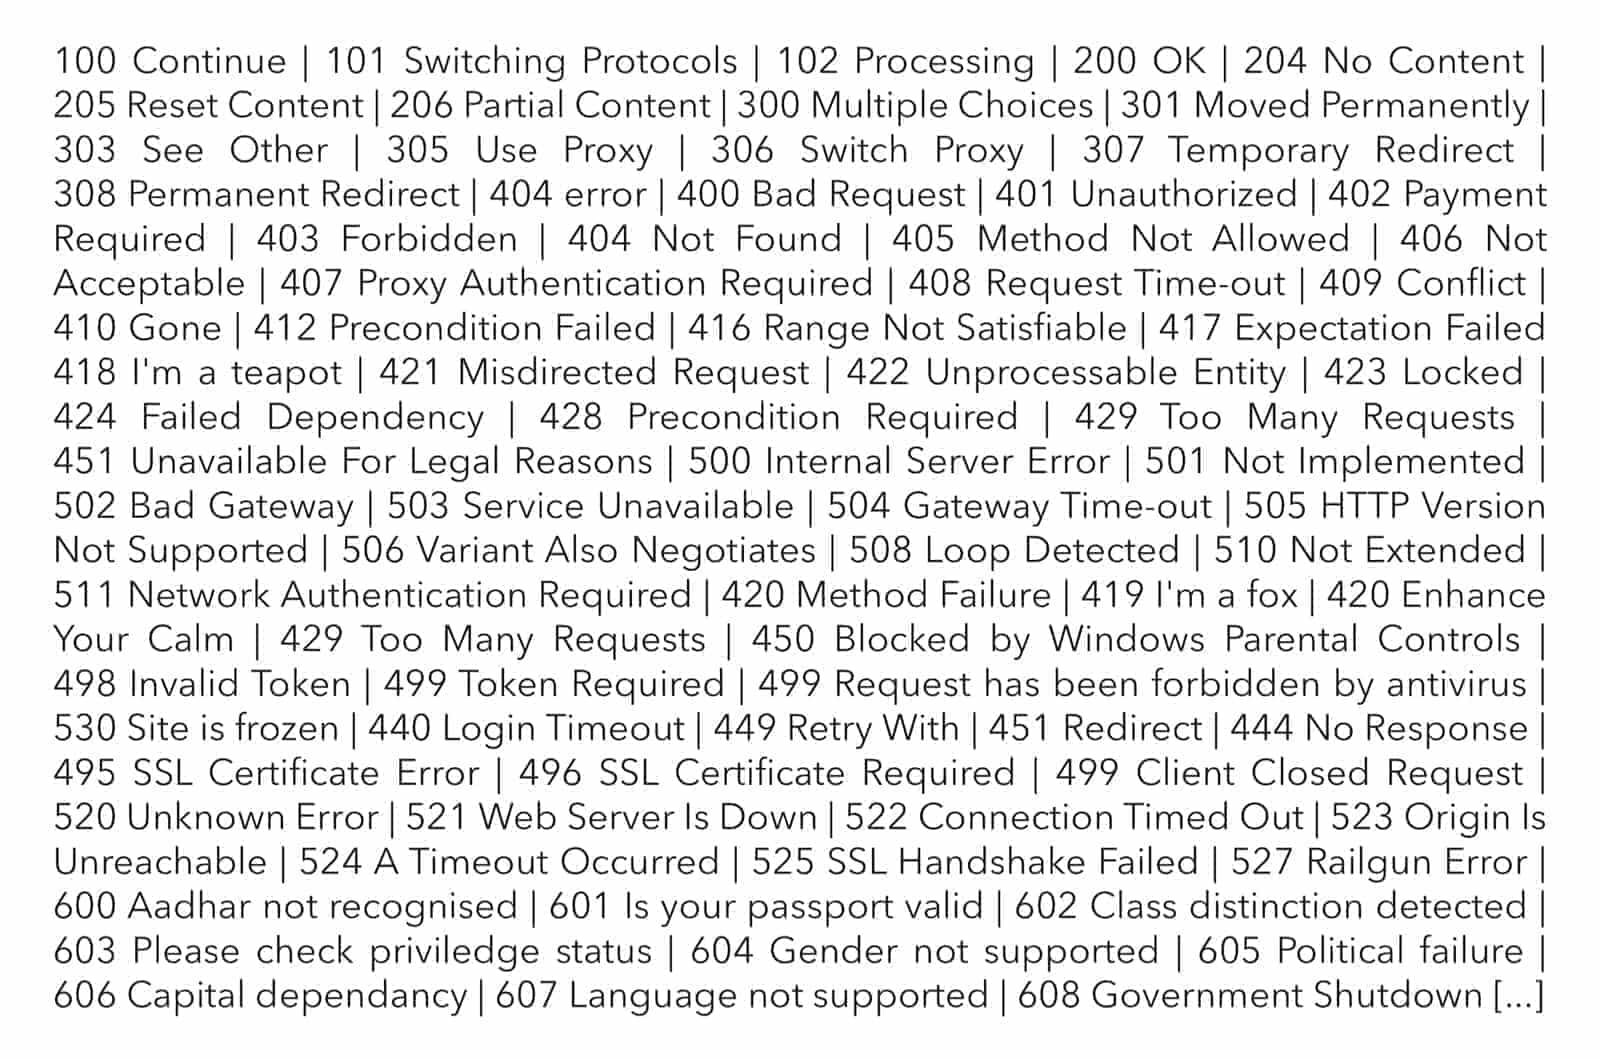 100 Continue | 101 Switching Protocols | 102 Processing | 200 OK | 204 No Content |
205 Reset Content | 206 Partial Content | 300 Multiple Choices | 301 Moved Permanently |
303 See Other | 305 Use Proxy | 306 Switch Proxy | 307 Temporary Redirect |
308 Permanent Redirect | 404 error | 400 Bad Request | 401 Unauthorized | 402 Payment
Required | 403 Forbidden | 404 Not Found | 405 Method Not Allowed | 406 Not
Acceptable | 407 Proxy Authentication Required | 408 Request Time-out | 409 Conflict |
410 Gone | 412 Precondition Failed | 416 Range Not Satisfiable | 417 Expectation Failed
418 I'm a teapot | 421 Misdirected Request | 422 Unprocessable Entity | 423 Locked |
424 Failed Dependency | 428 Precondition Required | 429 Too Many Requests |
451 Unavailable For Legal Reasons | 500 Internal Server Error | 501 Not Implemented |
502 Bad Gateway | 503 Service Unavailable | 504 Gateway Time-out | 505 HTTP Version
Not Supported | 506 Variant Also Negotiates | 508 Loop Detected | 510 Not Extended |
511 Network Authentication Required | 420 Method Failure | 419 I'm a fox | 420 Enhance
Your Calm | 429 Too Many Requests | 450 Blocked by Windows Parental Controls |
498 Invalid Token | 499 Token Required | 499 Request has been forbidden by antivirus |
530 Site is frozen | 440 Login Timeout | 449 Retry With | 451 Redirect | 444 No Response |
495 SSL Certificate Error | 496 SSL Certificate Required | 499 Client Closed Request |
520 Unknown Error | 521 Web Server Is Down | 522 Connection Timed Out | 523 Origin Is
Unreachable | 524 A Timeout Occurred | 525 SSL Handshake Failed | 527 Railgun Error |
600 Aadhar not recognised | 601 Is your passport valid | 602 Class distinction detected |
603 Please check priviledge status | 604 Gender not supported | 605 Political failure |
606 Capital dependancy | 607 Language not supported | 608 Government Shutdown [...]